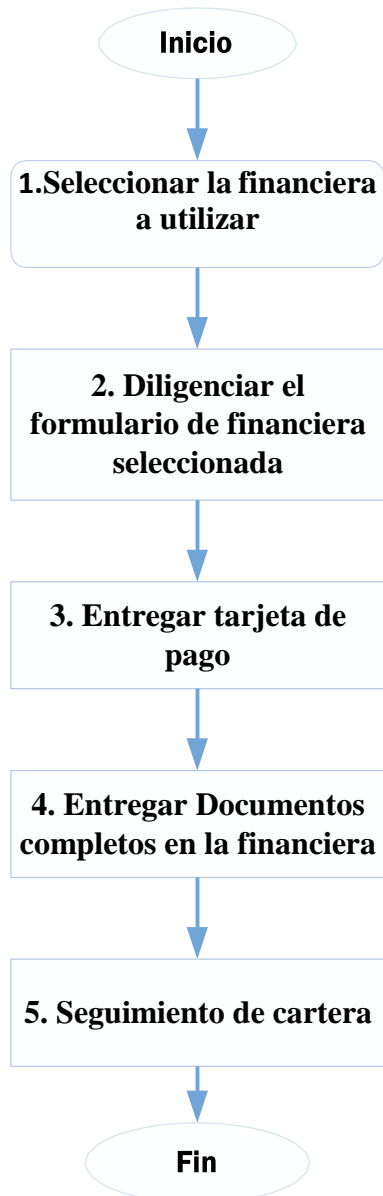 Inicio
1.Seleccionar la financiera
a utilizar
2. Diligenciar el
formulario de financiera
seleccionada
3. Entregar tarjeta de
pago
4. Entregar Documentos
completos en la financiera
5. Seguimiento de cartera
Fin